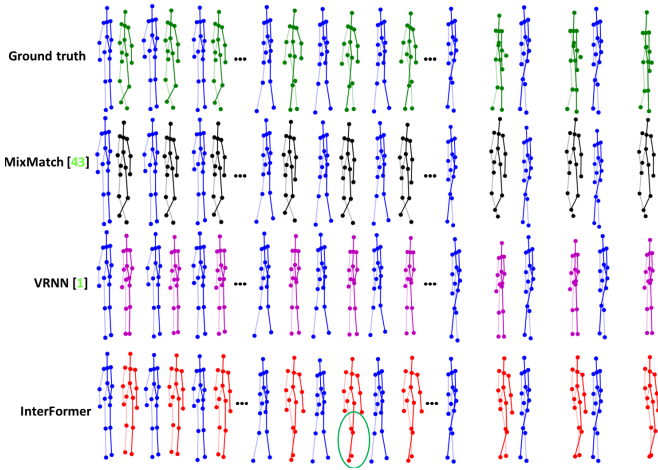 Ground truth
... ...
MixMatch [43]
... ...
VRNN [1]
... ...
InterFormer
... ...